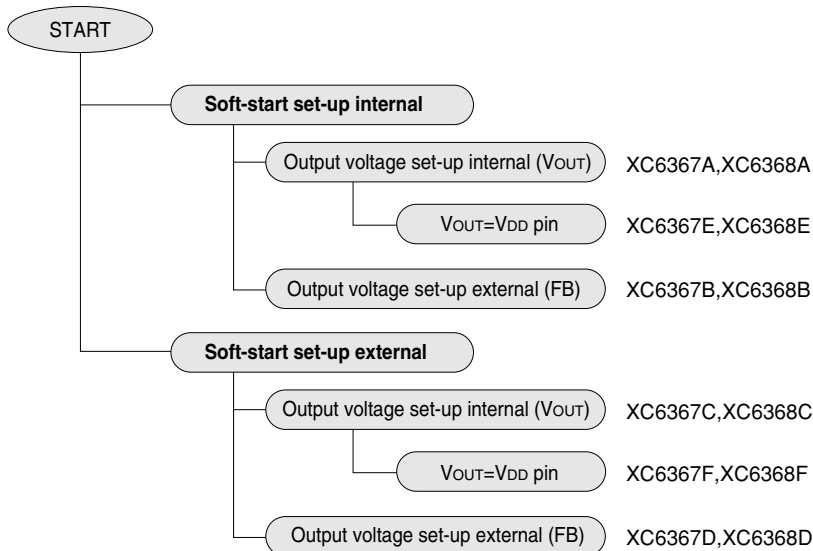 START
Soft-start set-up internal
Output voltage set-up internal (VOUT) XC6367A,XC6368A
VOUT=VDD pin XC6367E,XC6368E
Output voltage set-up external (FB) XC6367B,XC6368B
Soft-start set-up external
Output voltage set-up internal (VOUT) XC6367C,XC6368C
VOUT=VDD pin XC6367F,XC6368F
Output voltage set-up external (FB) XC6367D,XC6368D